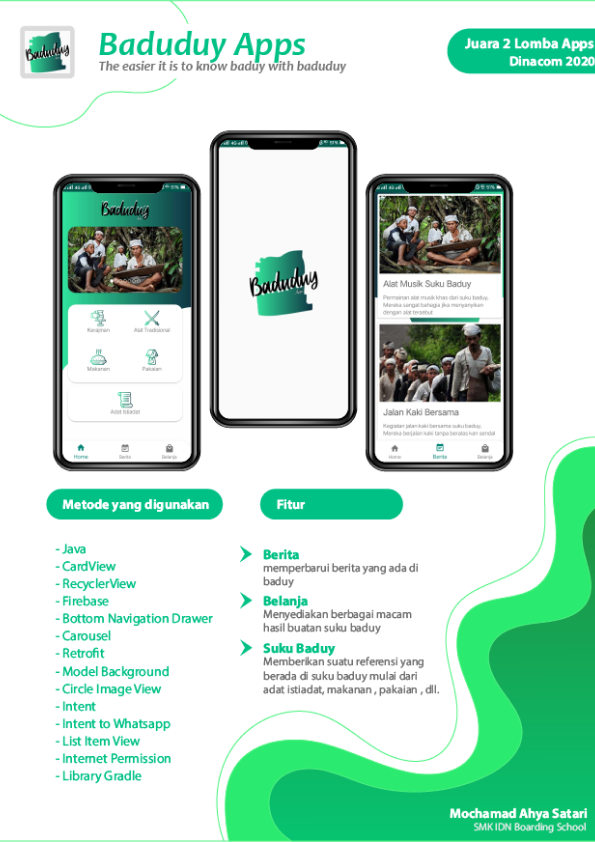 Baduduy
Baduduy Apps
The easier it is to know baduy with baduduy
Juara 2 Lomba Apps
Dinacom 2020
Baduduy
Kerajinan
Alat Tradisional
Makanan
Pakaian
Adat Istiadat
Home
Berita
Belanja
Baduduy
Alat Musik Suku Baduy
Permainan alat musik khas dari suku baduy,
Mereka sangat bahagia jika menyanyikan
dengan alat tersebut
Jalan Kaki Bersama
Kegiatan jalan kaki bersama suku baduy,
Mereka berjalan kaki tanpa beralas kan sendal
Home
Berita
Belanja
Metode yang digunakan
- Java
- CardView
- RecyclerView
- Firebase
- Bottom Navigation Drawer
- Carousel
- Retrofit
- Model Background
- Circle Image View
- Intent
- Intent to Whatsapp
- List Item View
- Internet Permission
- Library Gradle
Fitur
Berita
memperbarui berita yang ada di
baduy
Belanja
Menyediakan berbagai macam
hasil buatan suku baduy
Suku Baduy
Memberikan suatu referensi yang
berada di suku baduy mulai dari
adat istiadat, makanan , pakaian , dll.
Mochamad Ahya Satari
SMK IDN Boarding School